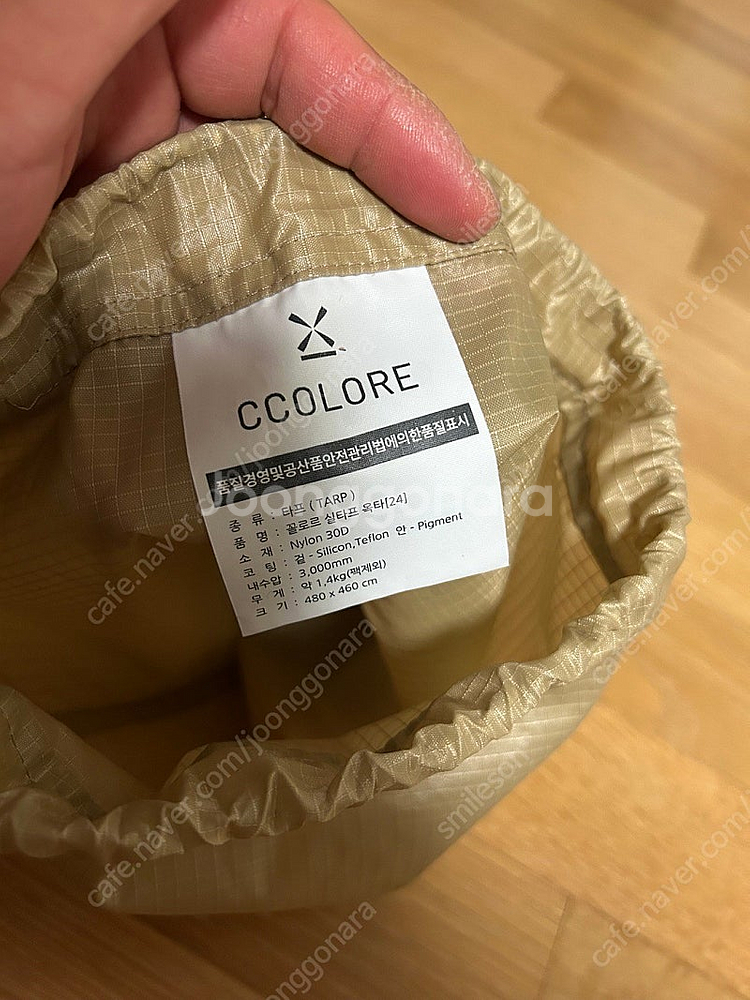 CCOLORE
품질경영및공산품안전관리법에의한품질표시
종 류 : 타프 (TARP)
품 명 : 꼴로르 실타프 옥타[24]
소 재 : Nylon 30D
코 팅 : 겉 - Silicon,Teflon 안 - Pigment
내수압 : 3,000mm
무 게 : 약 1.4kg(팩제외)
크 기 : 480 x 460 cm
Joonggonara
cafe.naver.com/joonggonara